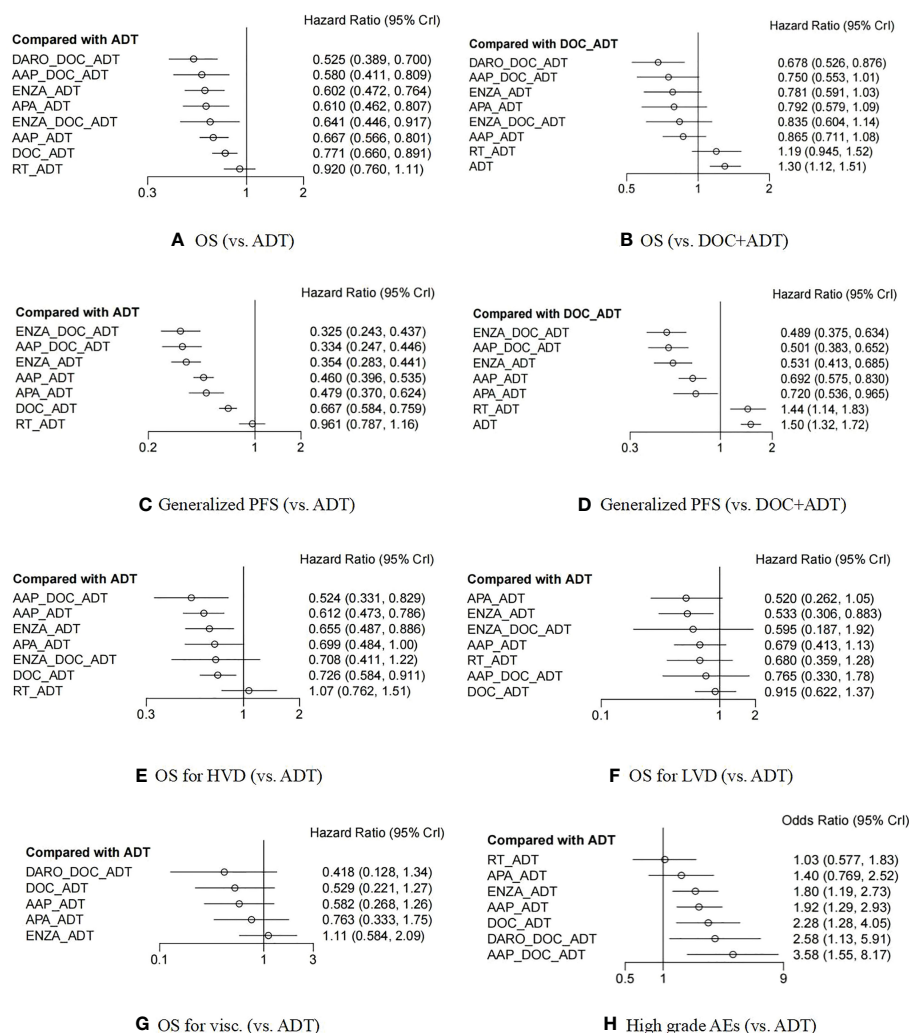 Hazard Ratio (95% CrI)
Compared with ADT
DARO_DOC_ADT 0.525 (0.389, 0.700)
AAP_DOC_ADT 0.580 (0.411, 0.809)
ENZA_ADT 0.602 (0.472, 0.764)
APA_ADT 0.610 (0.462, 0.807)
ENZA_DOC_ADT 0.641 (0.446, 0.917)
AAP_ADT 0.667 (0.566, 0.801)
DOC_ADT 0.771 (0.660, 0.891)
RT_ADT 0.920 (0.760, 1.11)
0.3 1 2
A OS (vs. ADT)
Hazard Ratio (95% CrI)
Compared with DOC_ADT
DARO_DOC_ADT 0.678 (0.526, 0.876)
AAP_DOC_ADT 0.750 (0.553, 1.01)
ENZA_ADT 0.781 (0.591, 1.03)
APA_ADT 0.792 (0.579, 1.09)
ENZA_DOC_ADT 0.835 (0.604, 1.14)
AAP_ADT 0.865 (0.711, 1.08)
RT_ADT 1.19 (0.945, 1.52)
ADT 1.30 (1.12, 1.51)
0.5 1 2
B OS (vs. DOC+ADT)
Hazard Ratio (95% CrI)
Compared with ADT
ENZA_DOC_ADT 0.325 (0.243, 0.437)
AAP_DOC_ADT 0.334 (0.247, 0.446)
ENZA_ADT 0.354 (0.283, 0.441)
AAP_ADT 0.460 (0.396, 0.535)
APA_ADT 0.479 (0.370, 0.624)
DOC_ADT 0.667 (0.584, 0.759)
RT_ADT 0.961 (0.787, 1.16)
0.2 1 2
C Generalized PFS (vs. ADT)
Hazard Ratio (95% CrI)
Compared with DOC_ADT
ENZA_DOC_ADT 0.489 (0.375, 0.634)
AAP_DOC_ADT 0.501 (0.383, 0.652)
ENZA_ADT 0.531 (0.413, 0.685)
AAP_ADT 0.692 (0.575, 0.830)
APA_ADT 0.720 (0.536, 0.965)
RT_ADT 1.44 (1.14, 1.83)
ADT 1.50 (1.32, 1.72)
0.3 1 2
D Generalized PFS (vs. DOC+ADT)
Hazard Ratio (95% CrI)
Compared with ADT
AAP_DOC_ADT 0.524 (0.331, 0.829)
AAP_ADT 0.612 (0.473, 0.786)
ENZA_ADT 0.655 (0.487, 0.886)
APA_ADT 0.699 (0.484, 1.00)
ENZA_DOC_ADT 0.708 (0.411, 1.22)
DOC_ADT 0.726 (0.584, 0.911)
RT_ADT 1.07 (0.762, 1.51)
0.3 1 2
E OS for HVD (vs. ADT)
Hazard Ratio (95% CrI)
Compared with ADT
APA_ADT 0.520 (0.262, 1.05)
ENZA_ADT 0.533 (0.306, 0.883)
ENZA_DOC_ADT 0.595 (0.187, 1.92)
AAP_ADT 0.679 (0.413, 1.13)
RT_ADT 0.680 (0.359, 1.28)
AAP_DOC_ADT 0.765 (0.330, 1.78)
DOC_ADT 0.915 (0.622, 1.37)
0.1 1 2
F OS for LVD (vs. ADT)
Hazard Ratio (95% CrI)
Compared with ADT
DARO_DOC_ADT 0.418 (0.128, 1.34)
DOC_ADT 0.529 (0.221, 1.27)
AAP_ADT 0.582 (0.268, 1.26)
APA_ADT 0.763 (0.333, 1.75)
ENZA_ADT 1.11 (0.584, 2.09)
0.1 1 3
G OS for visc. (vs. ADT)
Odds Ratio (95% CrI)
Compared with ADT
RT_ADT 1.03 (0.577, 1.83)
APA_ADT 1.40 (0.769, 2.52)
ENZA_ADT 1.80 (1.19, 2.73)
AAP_ADT 1.92 (1.29, 2.93)
DOC_ADT 2.28 (1.28, 4.05)
DARO_DOC_ADT 2.58 (1.13, 5.91)
AAP_DOC_ADT 3.58 (1.55, 8.17)
0.5 1 9
H High grade AEs (vs. ADT)